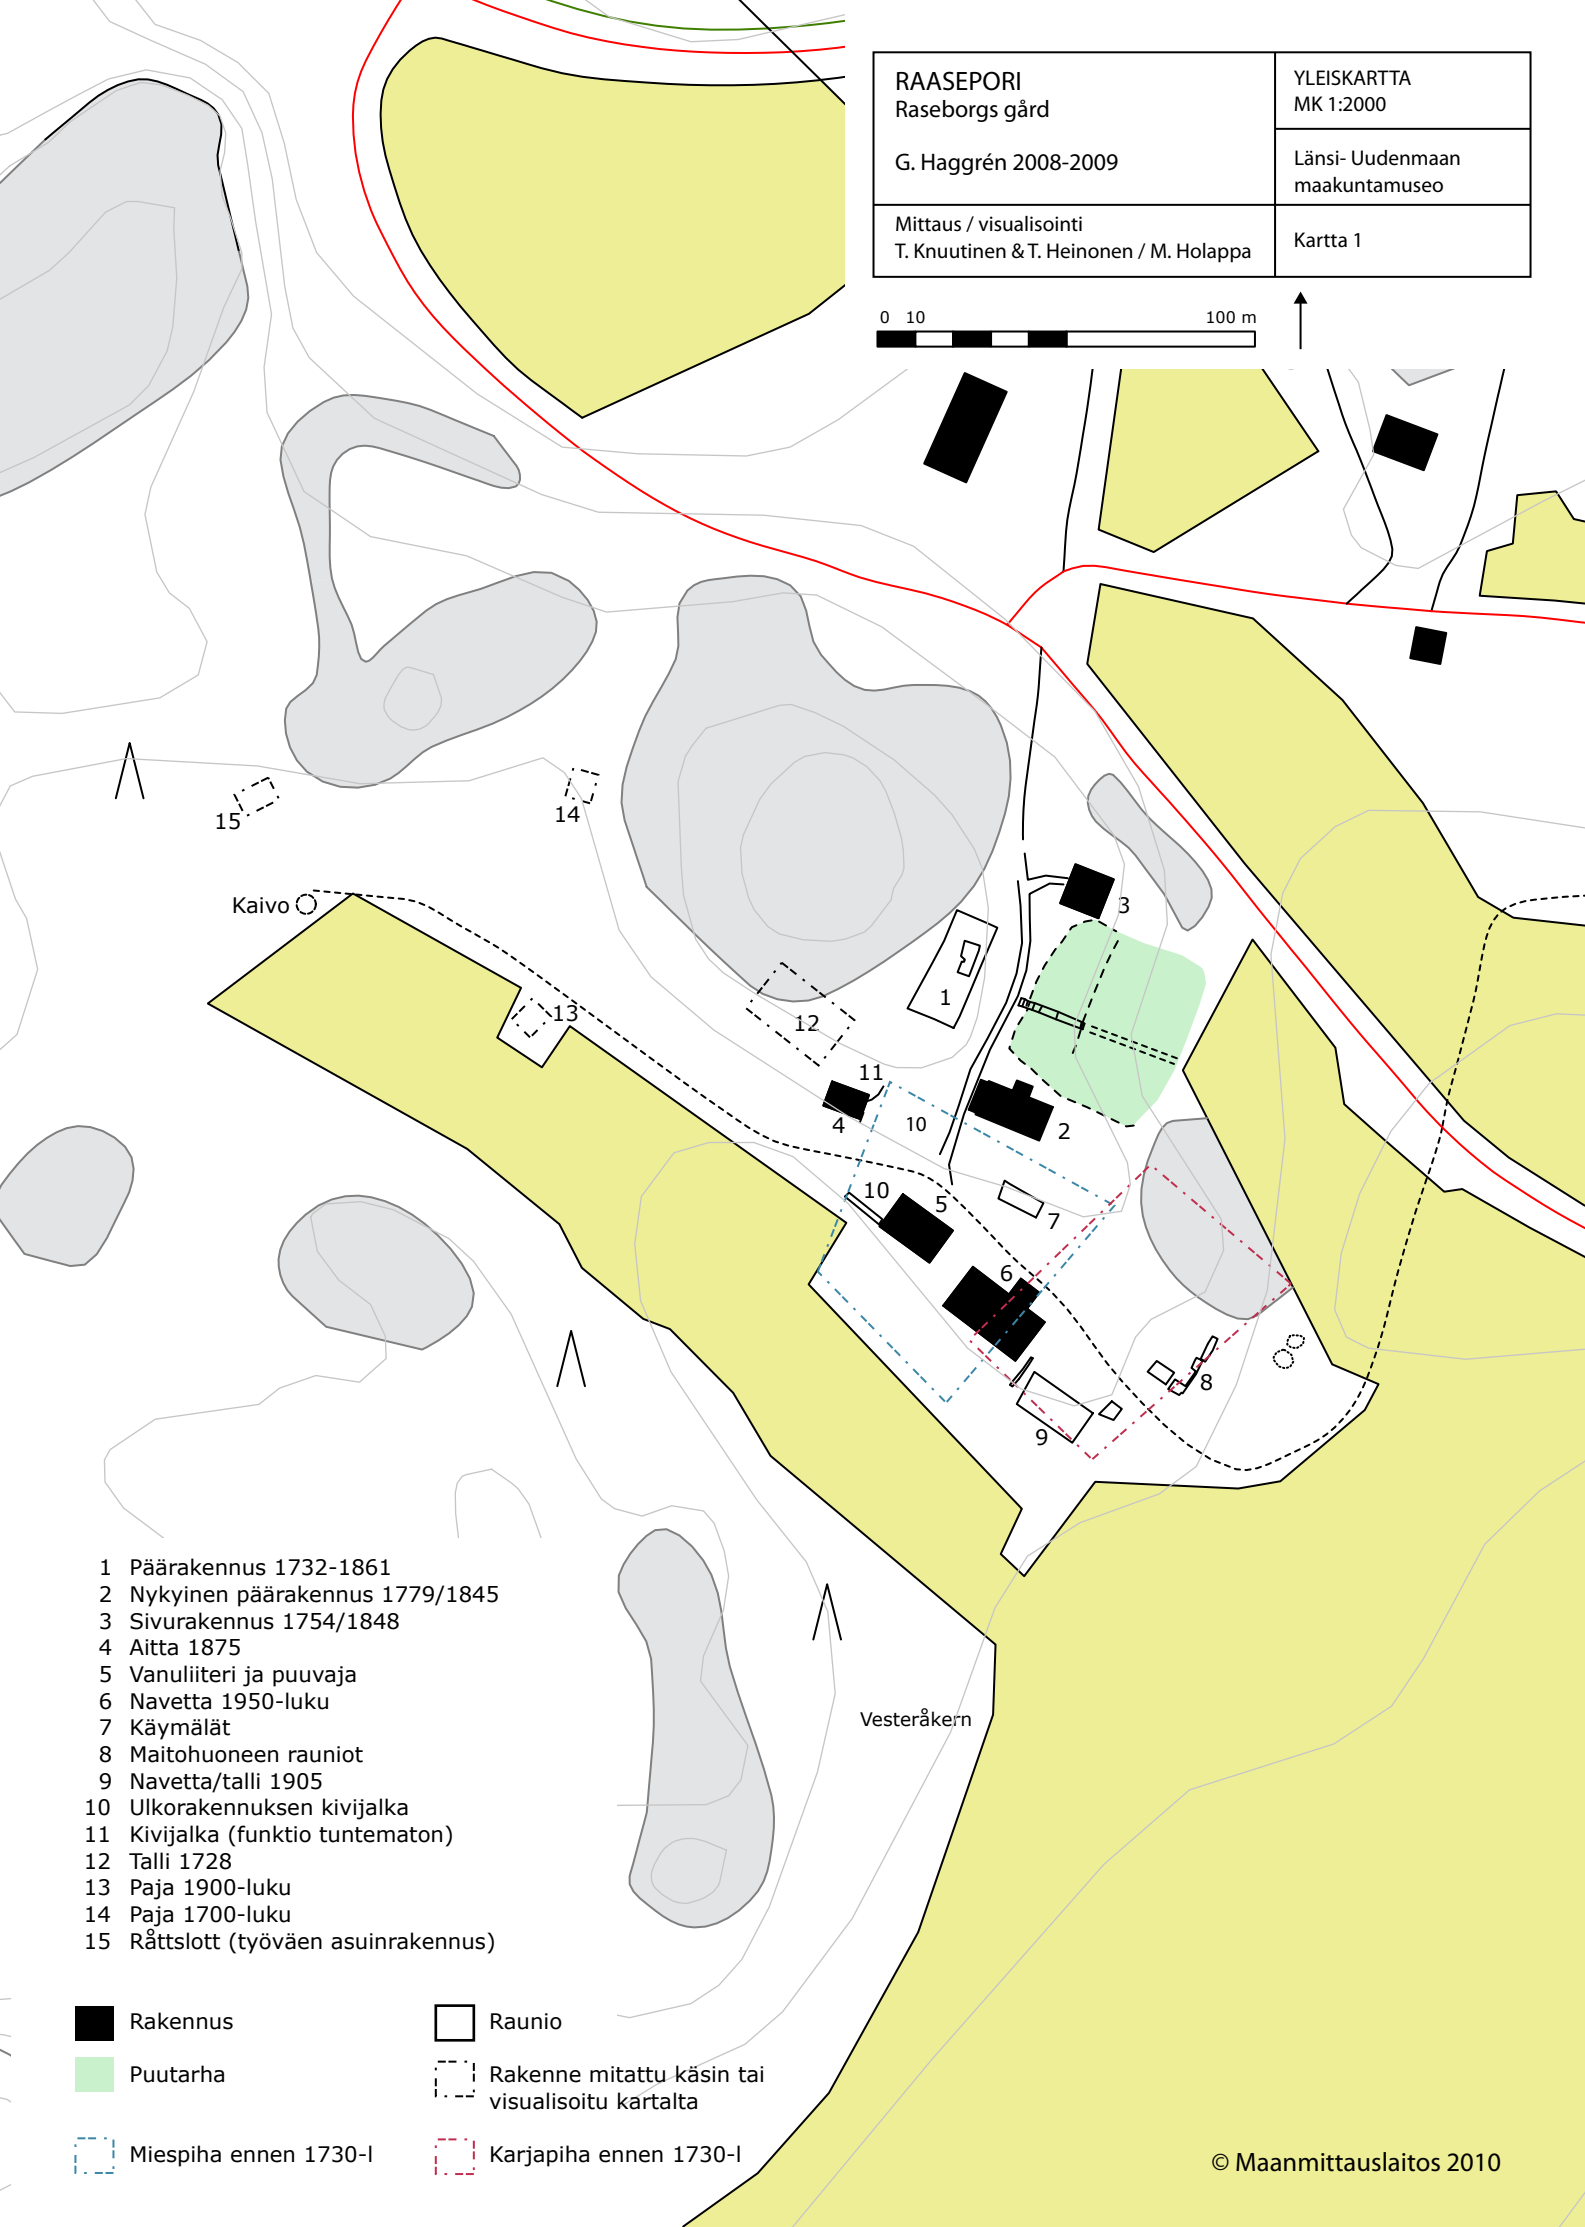 RAASEPORI
Raseborgs gård
G. Haggrén 2008-2009
Mittaus / visualisointi
T. Knuutinen & T. Heinonen / M. Holappa
YLEISKARTTA
MK 1:2000
Länsi- Uudenmaan
maakuntamuseo
Kartta 1
0 10 100 m
15
14
Kaivo
3
1
13
12
11
4
10
2
10
5
7
6
8
9
Vesteråkern
1 Päärakennus 1732-1861
2 Nykyinen päärakennus 1779/1845
3 Sivurakennus 1754/1848
4 Aitta 1875
5 Vanuliiteri ja puuvaja
6 Navetta 1950-luku
7 Käymälät
8 Maitohuoneen rauniot
9 Navetta/talli 1905
10 Ulkorakennuksen kivijalka
11 Kivijalka (funktio tuntematon)
12 Talli 1728
13 Paja 1900-luku
14 Paja 1700-luku
15 Råttslott (työväen asuinrakennus)
Rakennus
Raunio
Puutarha
Rakenne mitattu käsin tai
visualisoitu kartalta
Miespiha ennen 1730-l
Karjapiha ennen 1730-l
© Maanmittauslaitos 2010